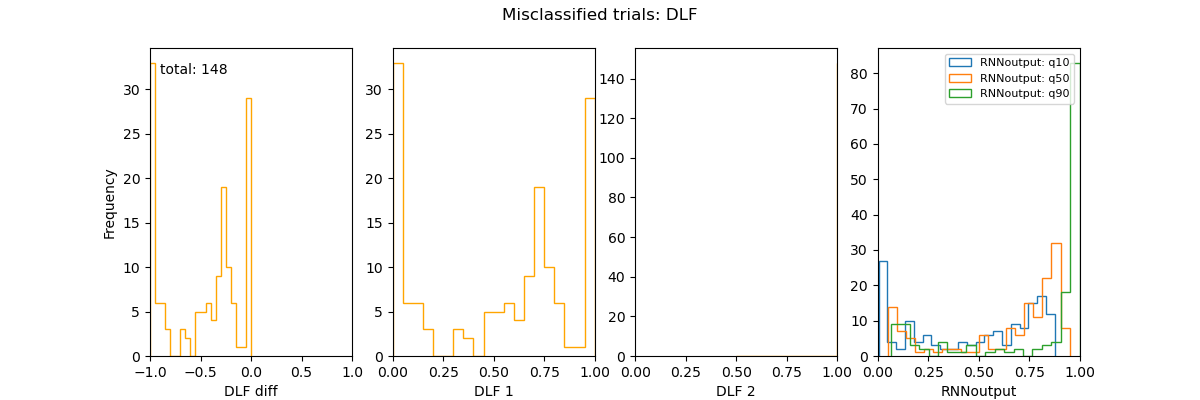 Misclassified trials: DLF
total: 148
Frequency
30
25
20
15
10
5
0
−1.0 −0.5 0.0 0.5 1.0
DLF diff
30
25
20
15
10
5
0
0.00 0.25 0.50 0.75 1.00
DLF 1
140
120
100
80
60
40
20
0
0.00 0.25 0.50 0.75 1.00
DLF 2
RNNoutput: q10
RNNoutput: q50
RNNoutput: q90
80
70
60
50
40
30
20
10
0
0.00 0.25 0.50 0.75 1.00
RNNoutput